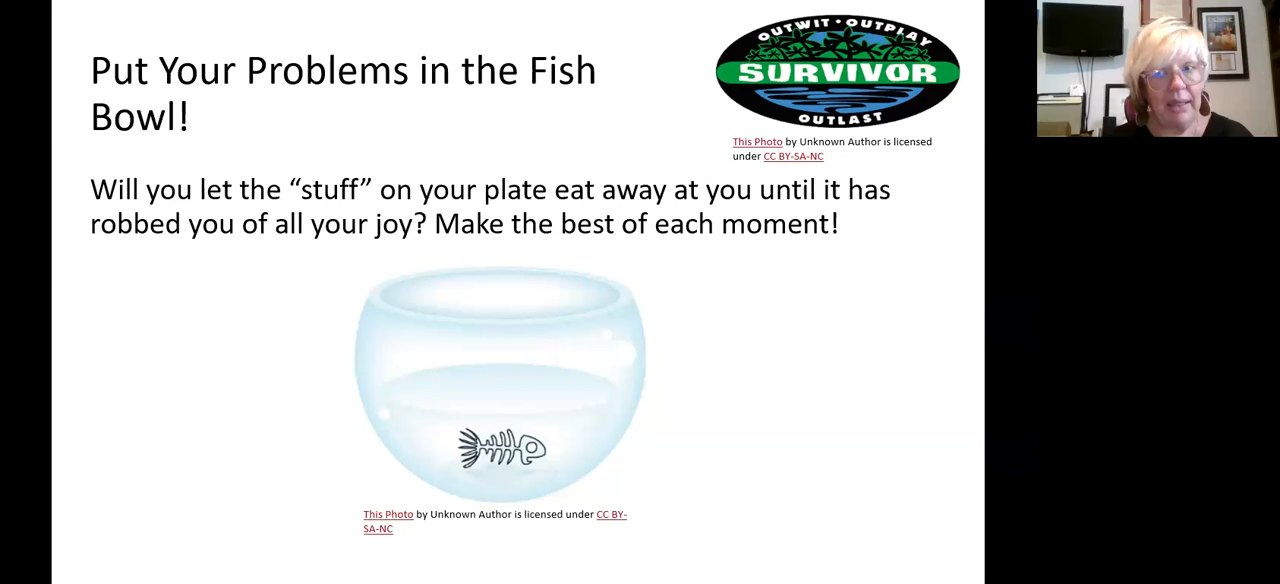 Put Your Problems in the Fish
Bowl!
OUTWIT · OUTPLAY
SURVIVOR
OUTLAST
This Photo by Unknown Author is licensed
under CC BY-SA-NC
Will you let the “stuff” on your plate eat away at you until it has
robbed you of all your joy? Make the best of each moment!
This Photo by Unknown Author is licensed under CC BY-
SA-NC